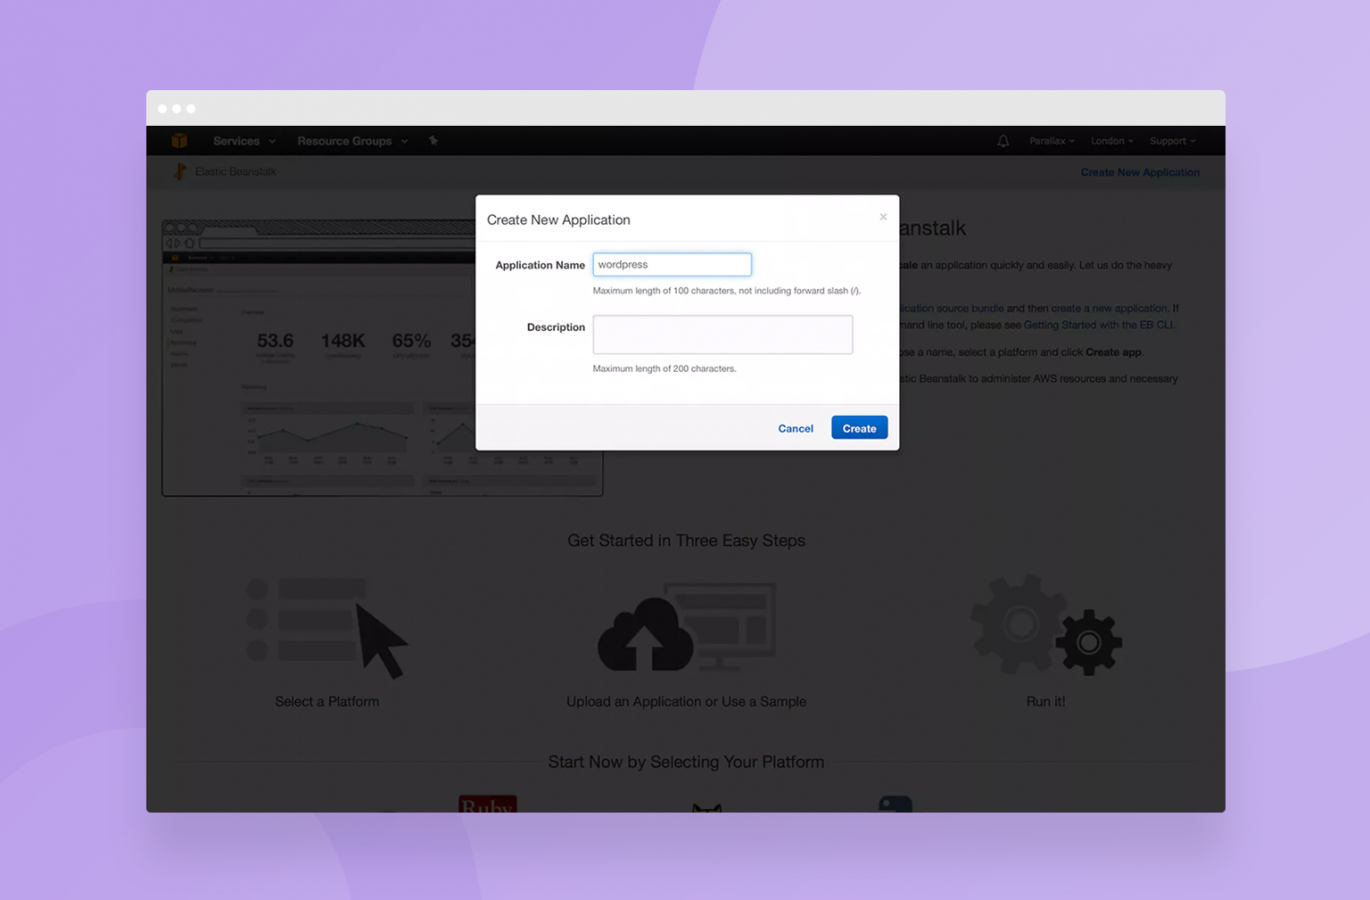 Services
Resource Groups
Parallax
London
Support
Elastic Beanstalk
Create New Application
Create New Application
×
anstalk
Application Name
wordpress
ale an application quickly and easily. Let us do the heavy
Maximum length of 100 characters, not including forward slash (/).
lication source bundle and then create a new application. If
Description
mand line tool, please see Getting Started with the EB CLI.
53.6
148K
65%
354
ose a name, select a platform and click Create app.
Maximum length of 200 characters.
stic Beanstalk to administer AWS resources and necessary
Cancel
Create
Get Started in Three Easy Steps
Select a Platform
Upload an Application or Use a Sample
Run it!
Start Now by Selecting Your Platform
Ruby